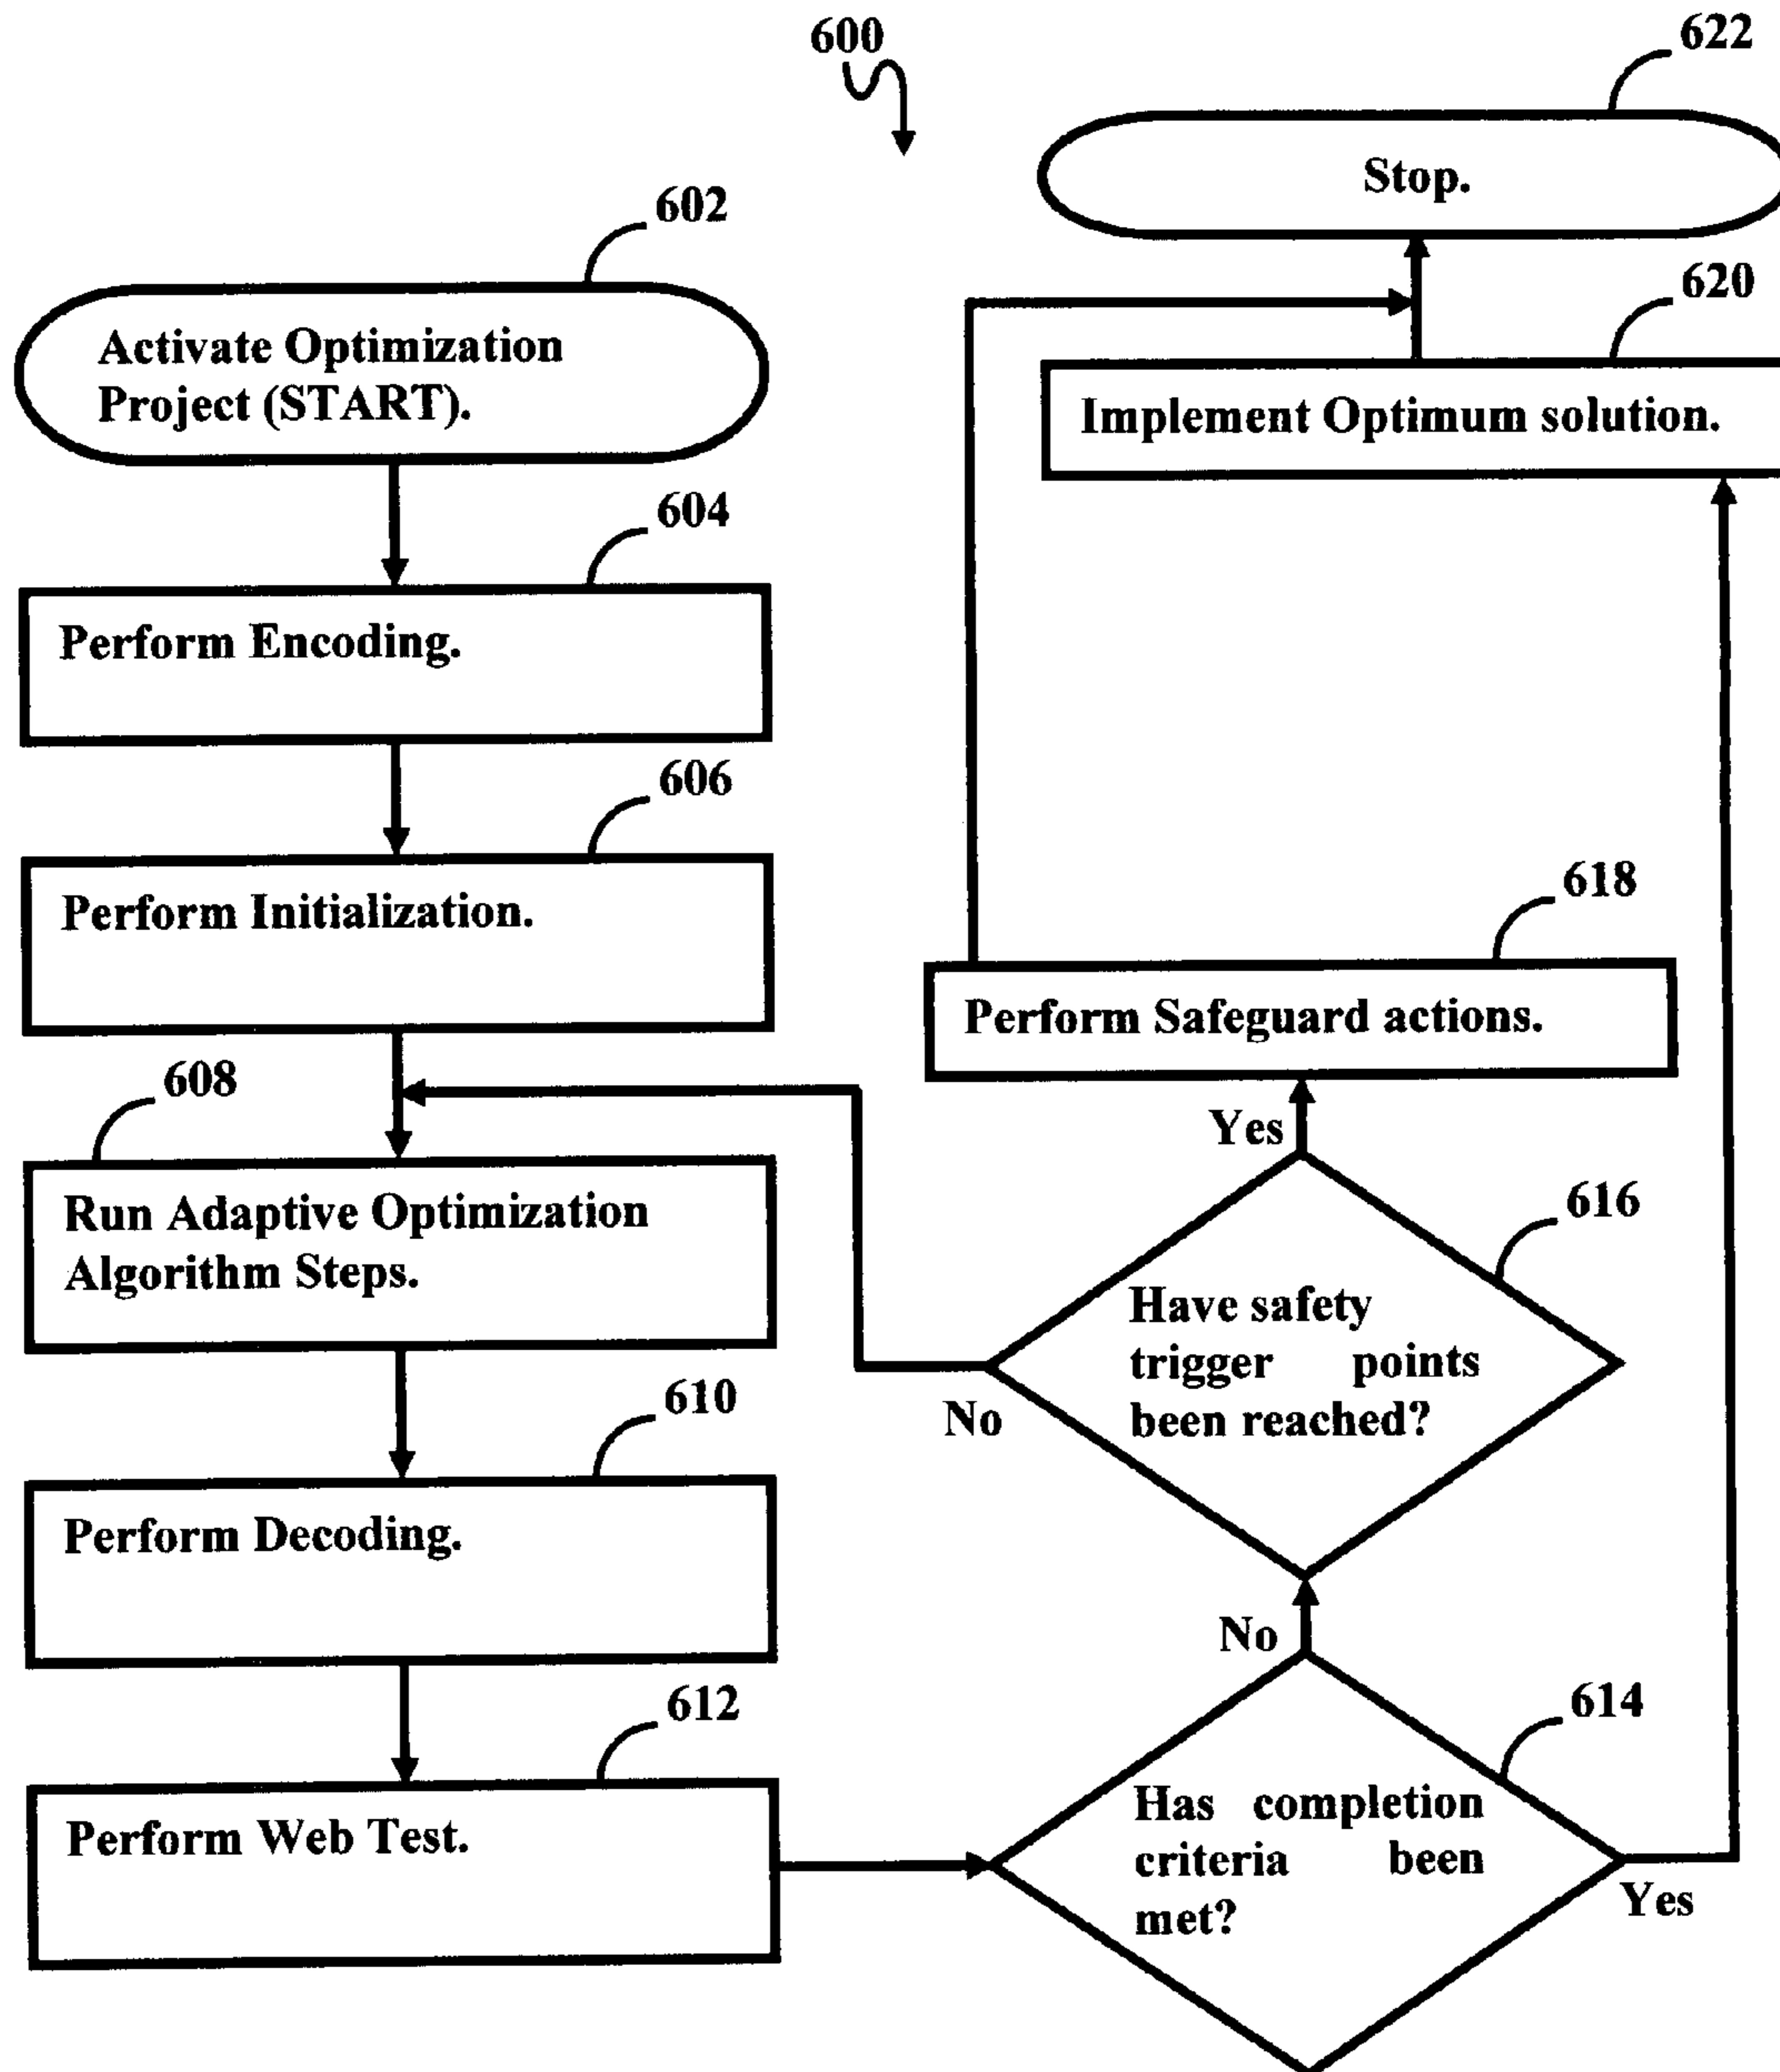 600
622
Stop.
602
Activate Optimization
Project (START).
620
Implement Optimum solution.
604
Perform Encoding.
606
Perform Initialization.
618
Perform Safeguard actions.
608
Run Adaptive Optimization
Algorithm Steps.
Yes
616
Have safety
trigger points
been reached?
No
610
Perform Decoding.
No
612
Perform Web Test.
614
Has completion
criteria been
met?
Yes